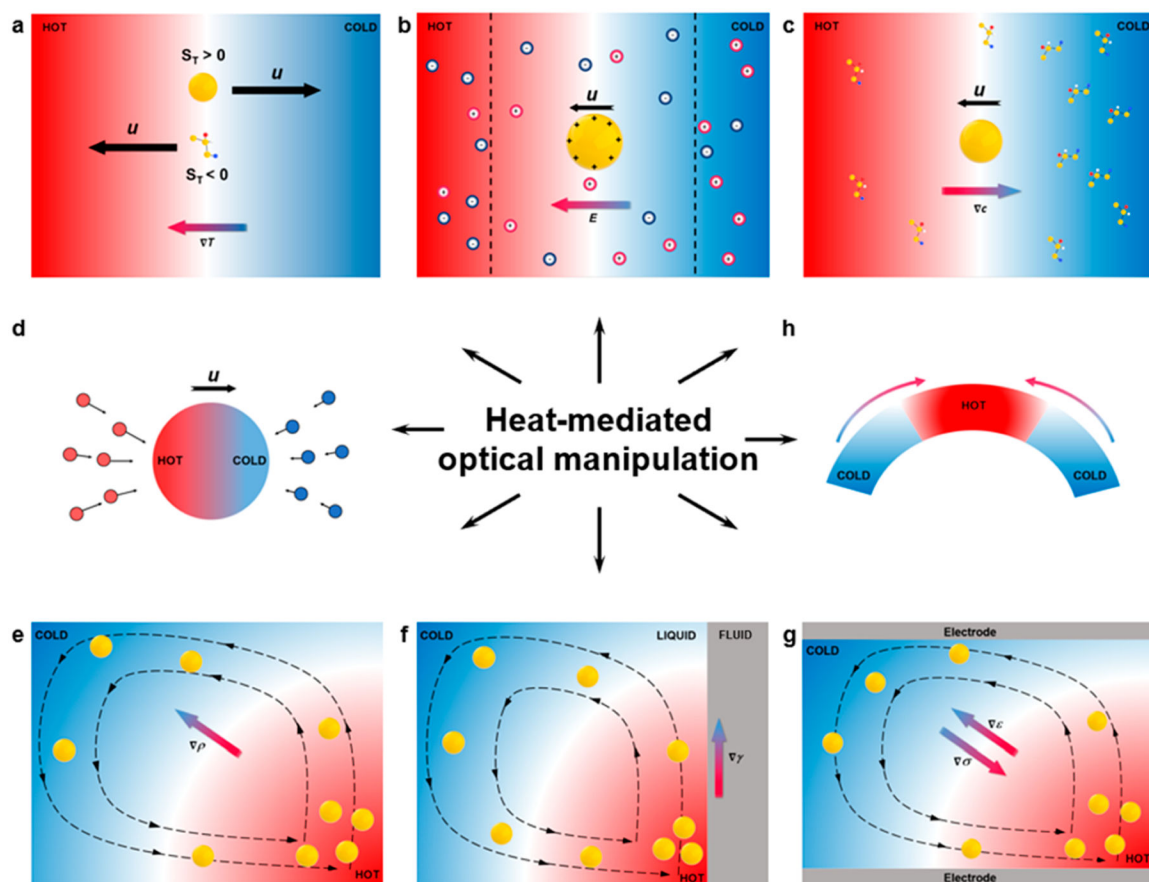 a
HOT
COLD
S_T > 0
u
u
S_T < 0
∇T
b
HOT
COLD
u
E
c
HOT
COLD
u
∇c
d
u
HOT
COLD
Heat-mediated
optical manipulation
h
HOT
COLD
COLD
e
COLD
∇ρ
HOT
f
COLD
LIQUID
FLUID
∇γ
HOT
g
Electrode
COLD
∇ε
∇σ
HOT
Electrode